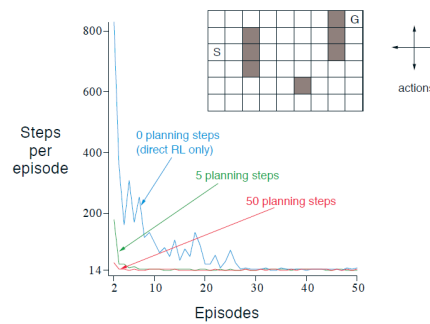 800
G
S
actions
600
Steps
per
episode
0 planning steps
(direct RL only)
400
5 planning steps
200
50 planning steps
14
2 10 20 30 40 50
Episodes